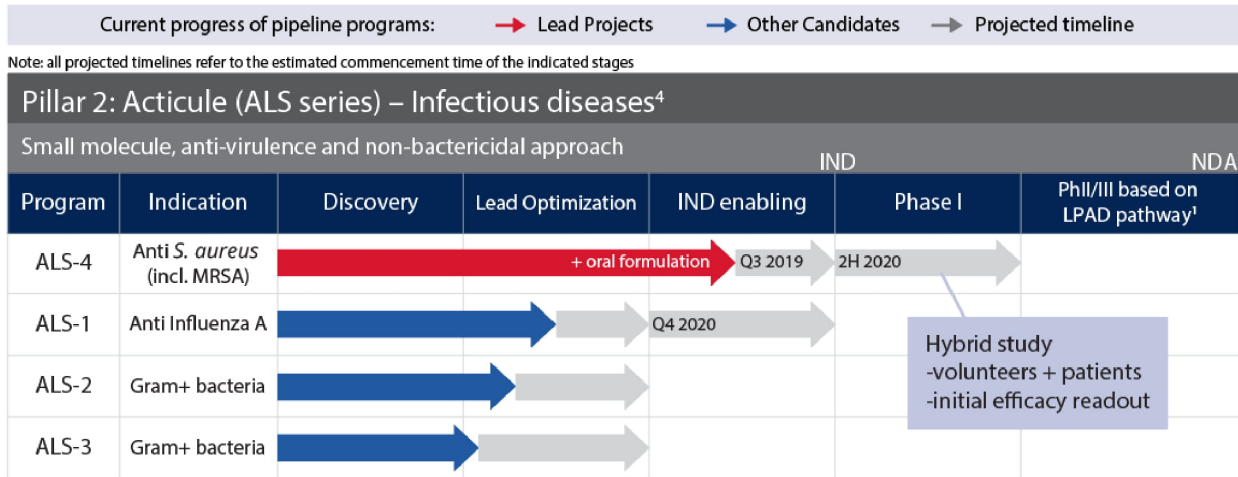 Current progress of pipeline programs: Lead Projects Other Candidates Projected timeline
Note: all projected timelines refer to the estimated commencement time of the indicated stages
Pillar 2: Acticule (ALS series) – Infectious diseases⁴
Small molecule, anti-virulence and non-bactericidal approach
IND NDA
Program Indication Discovery Lead Optimization IND enabling Phase I PhII/III based on
LPAD pathway¹
ALS-4 Anti S. aureus
(incl. MRSA)
+ oral formulation Q3 2019 2H 2020
ALS-1 Anti Influenza A Q4 2020
Hybrid study
-volunteers + patients
-initial efficacy readout
ALS-2 Gram+ bacteria
ALS-3 Gram+ bacteria